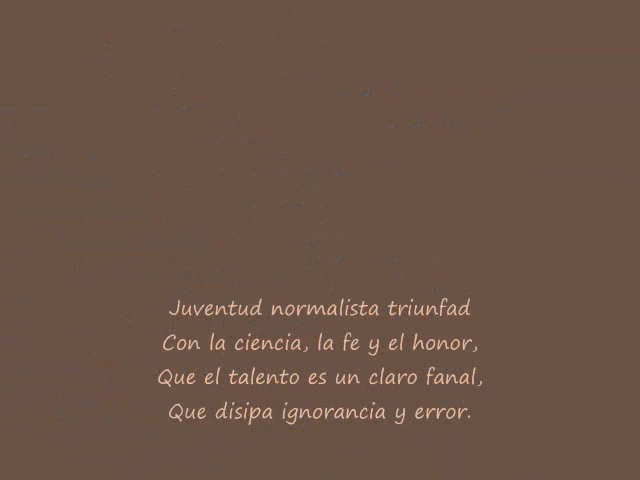 Juventud normalista triunfad
Con la ciencia, la fe y el honor,
Que el talento es un claro fanal,
Que disipa ignorancia y error.